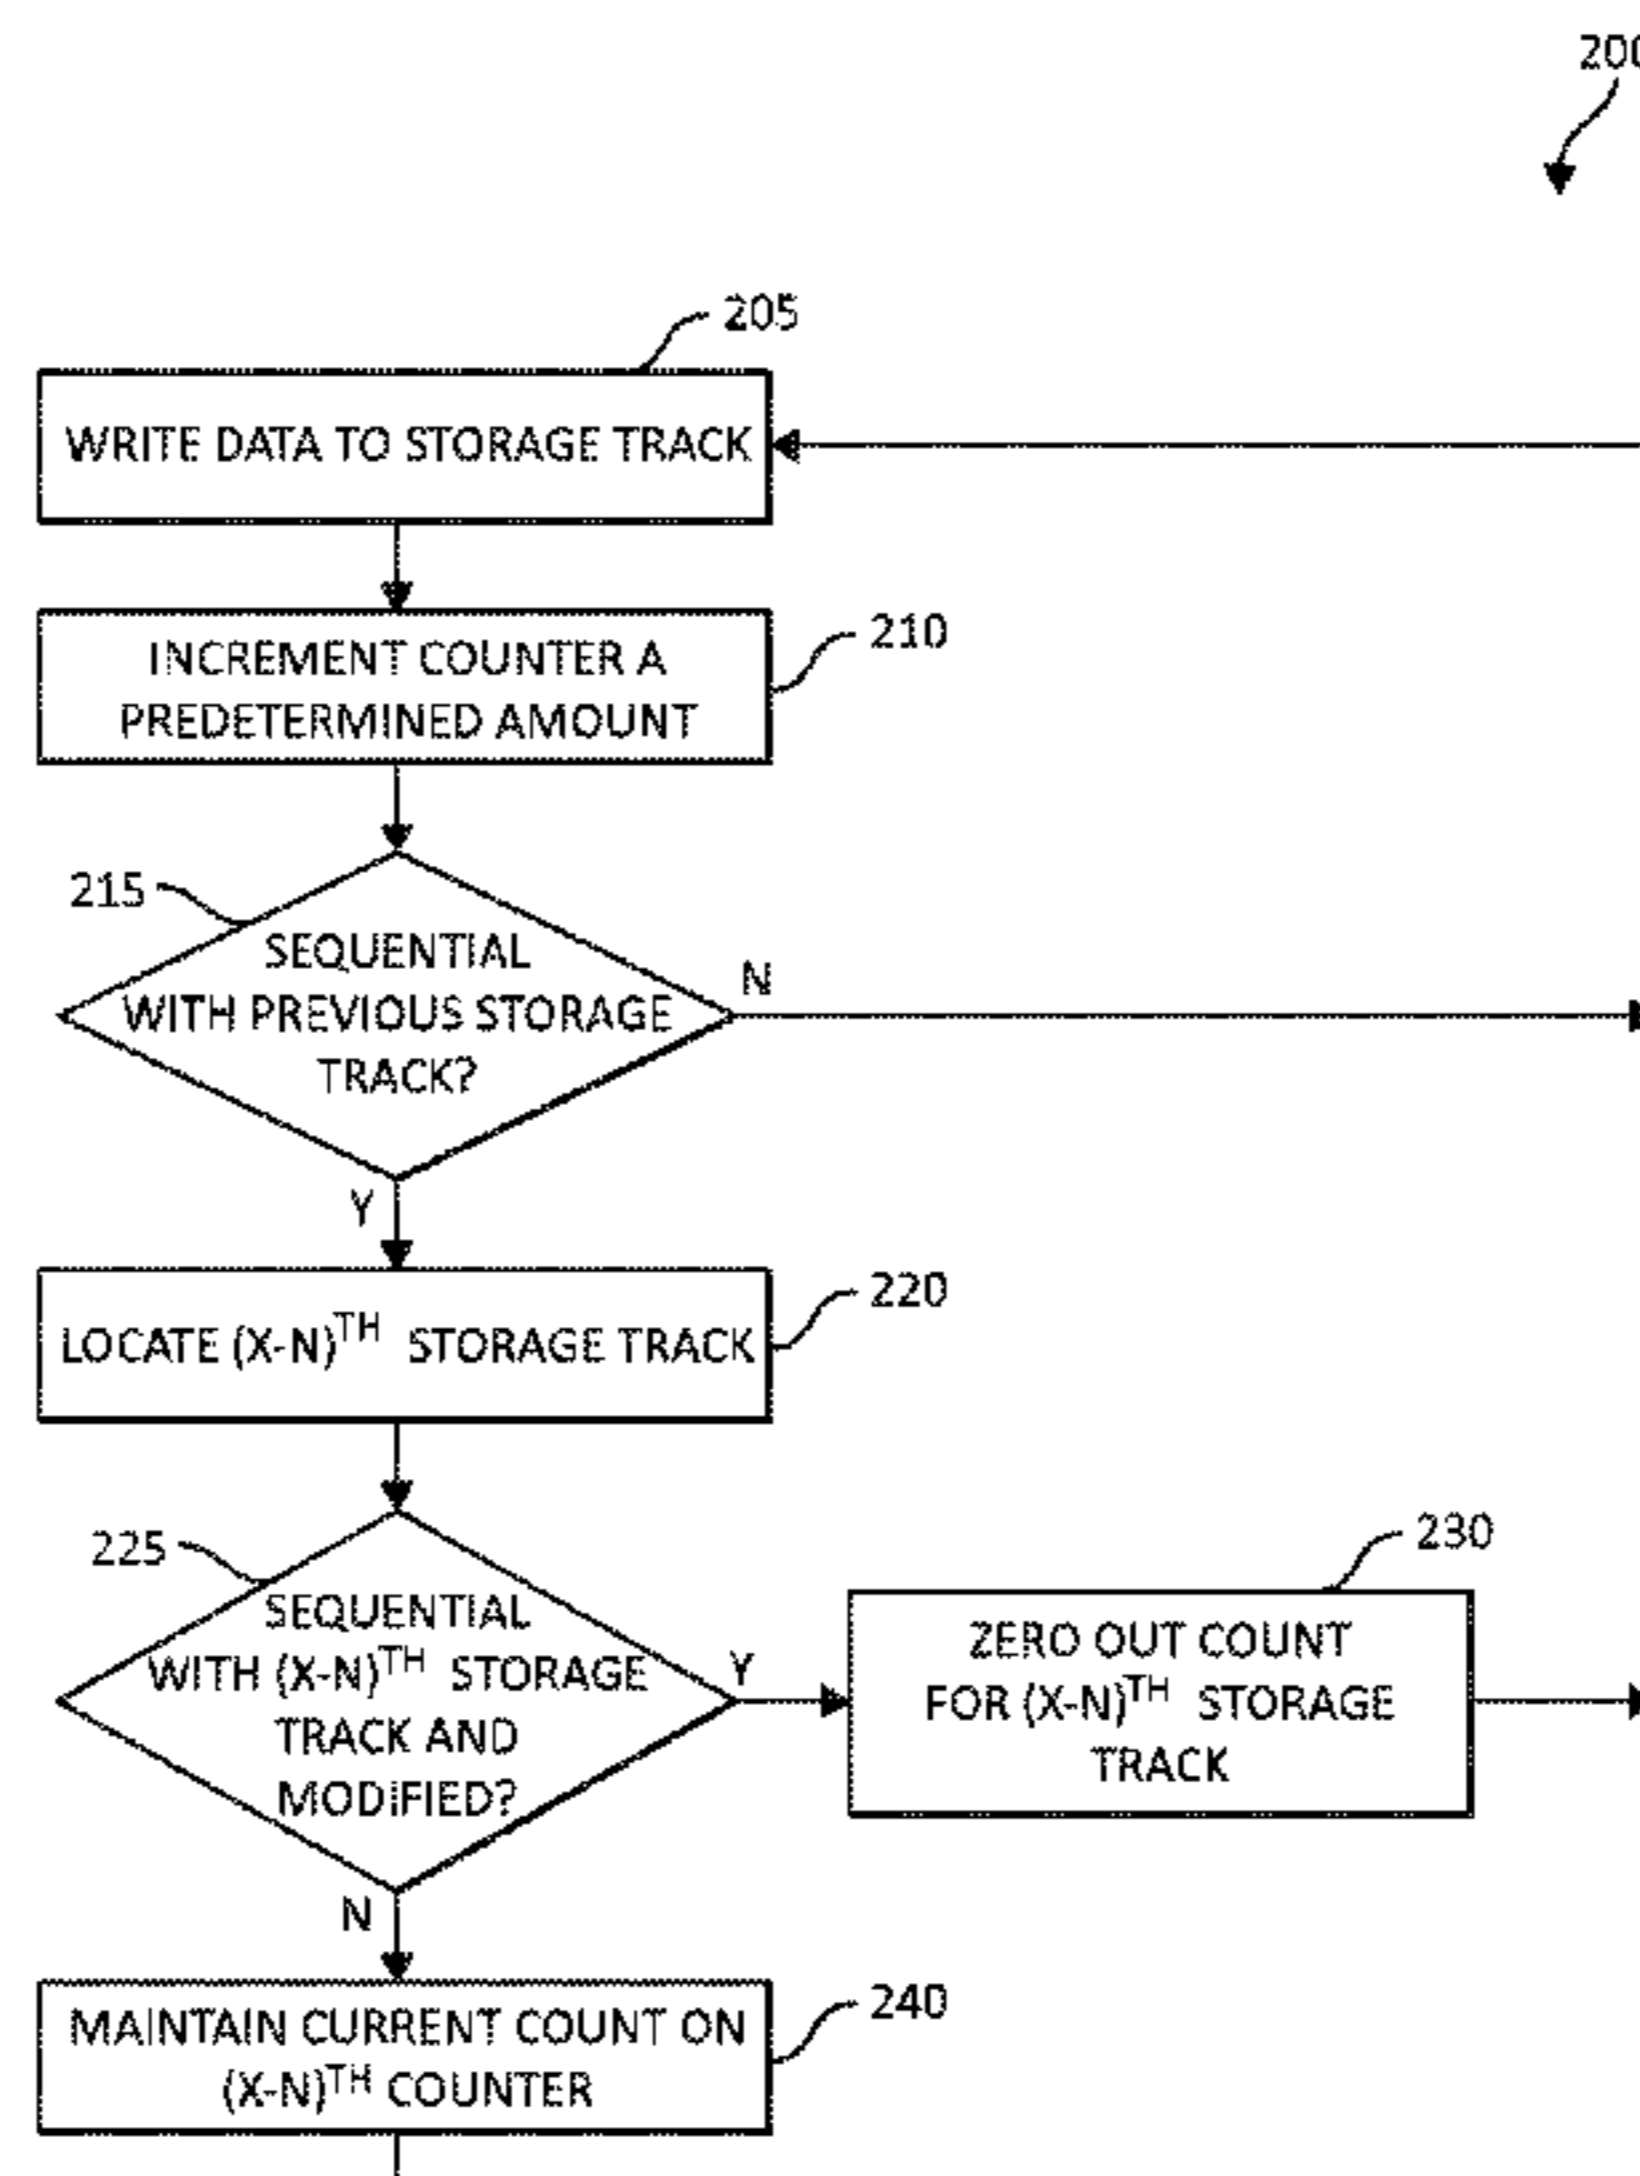 200
205
WRITE DATA TO STORAGE TRACK
210
INCREMENT COUNTER A
PREDETERMINED AMOUNT
215
SEQUENTIAL
WITH PREVIOUS STORAGE
TRACK?
N
Y
220
LOCATE (X-N)TH STORAGE TRACK
225
SEQUENTIAL
WITH (X-N)TH STORAGE
TRACK AND
MODIFIED?
Y
230
ZERO OUT COUNT
FOR (X-N)TH STORAGE
TRACK
N
240
MAINTAIN CURRENT COUNT ON
(X-N)TH COUNTER